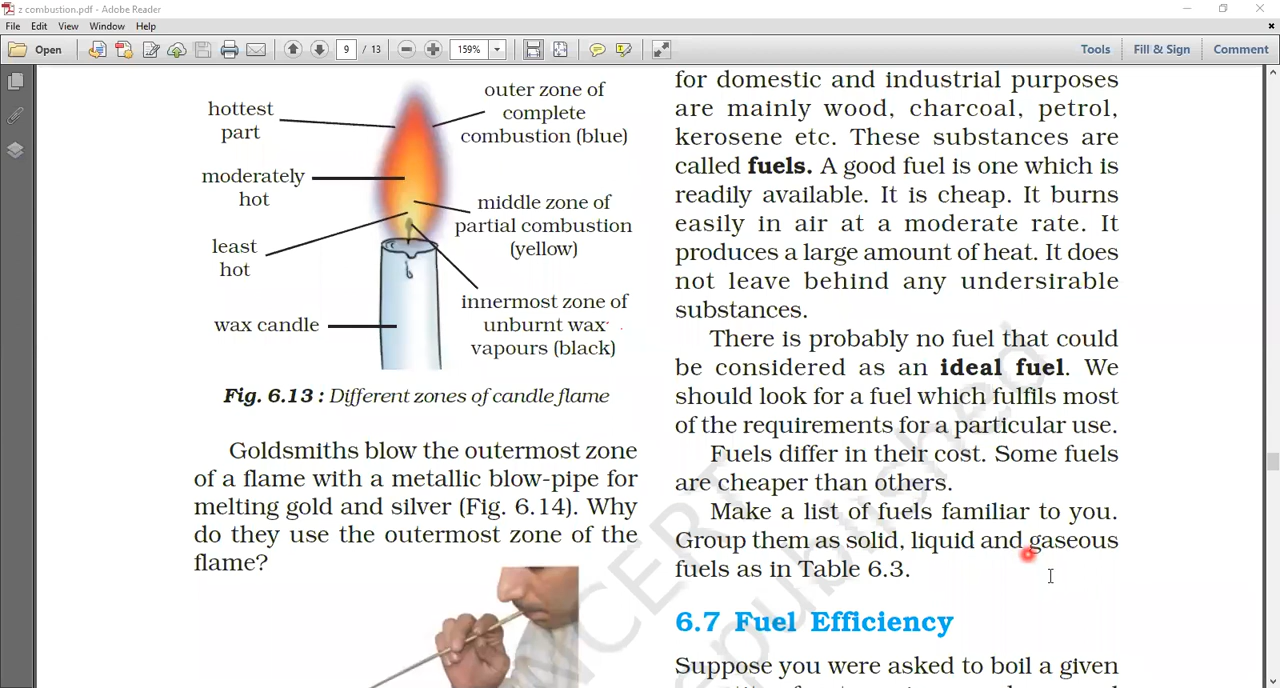 z combustion.pdf - Adobe Reader
File Edit View Window Help
Open 9 / 13 159% Tools Fill & Sign Comment
hottest
part
moderately
hot
least
hot
wax candle
outer zone of
complete
combustion (blue)
middle zone of
partial combustion
(yellow)
innermost zone of
unburnt wax
vapours (black)
Fig. 6.13 : Different zones of candle flame
Goldsmiths blow the outermost zone
of a flame with a metallic blow-pipe for
melting gold and silver (Fig. 6.14). Why
do they use the outermost zone of the
flame?
for domestic and industrial purposes
are mainly wood, charcoal, petrol,
kerosene etc. These substances are
called fuels. A good fuel is one which is
readily available. It is cheap. It burns
easily in air at a moderate rate. It
produces a large amount of heat. It does
not leave behind any undersirable
substances.
There is probably no fuel that could
be considered as an ideal fuel. We
should look for a fuel which fulfils most
of the requirements for a particular use.
Fuels differ in their cost. Some fuels
are cheaper than others.
Make a list of fuels familiar to you.
Group them as solid, liquid and gaseous
fuels as in Table 6.3.
6.7 Fuel Efficiency
Suppose you were asked to boil a given
NCERT
republished